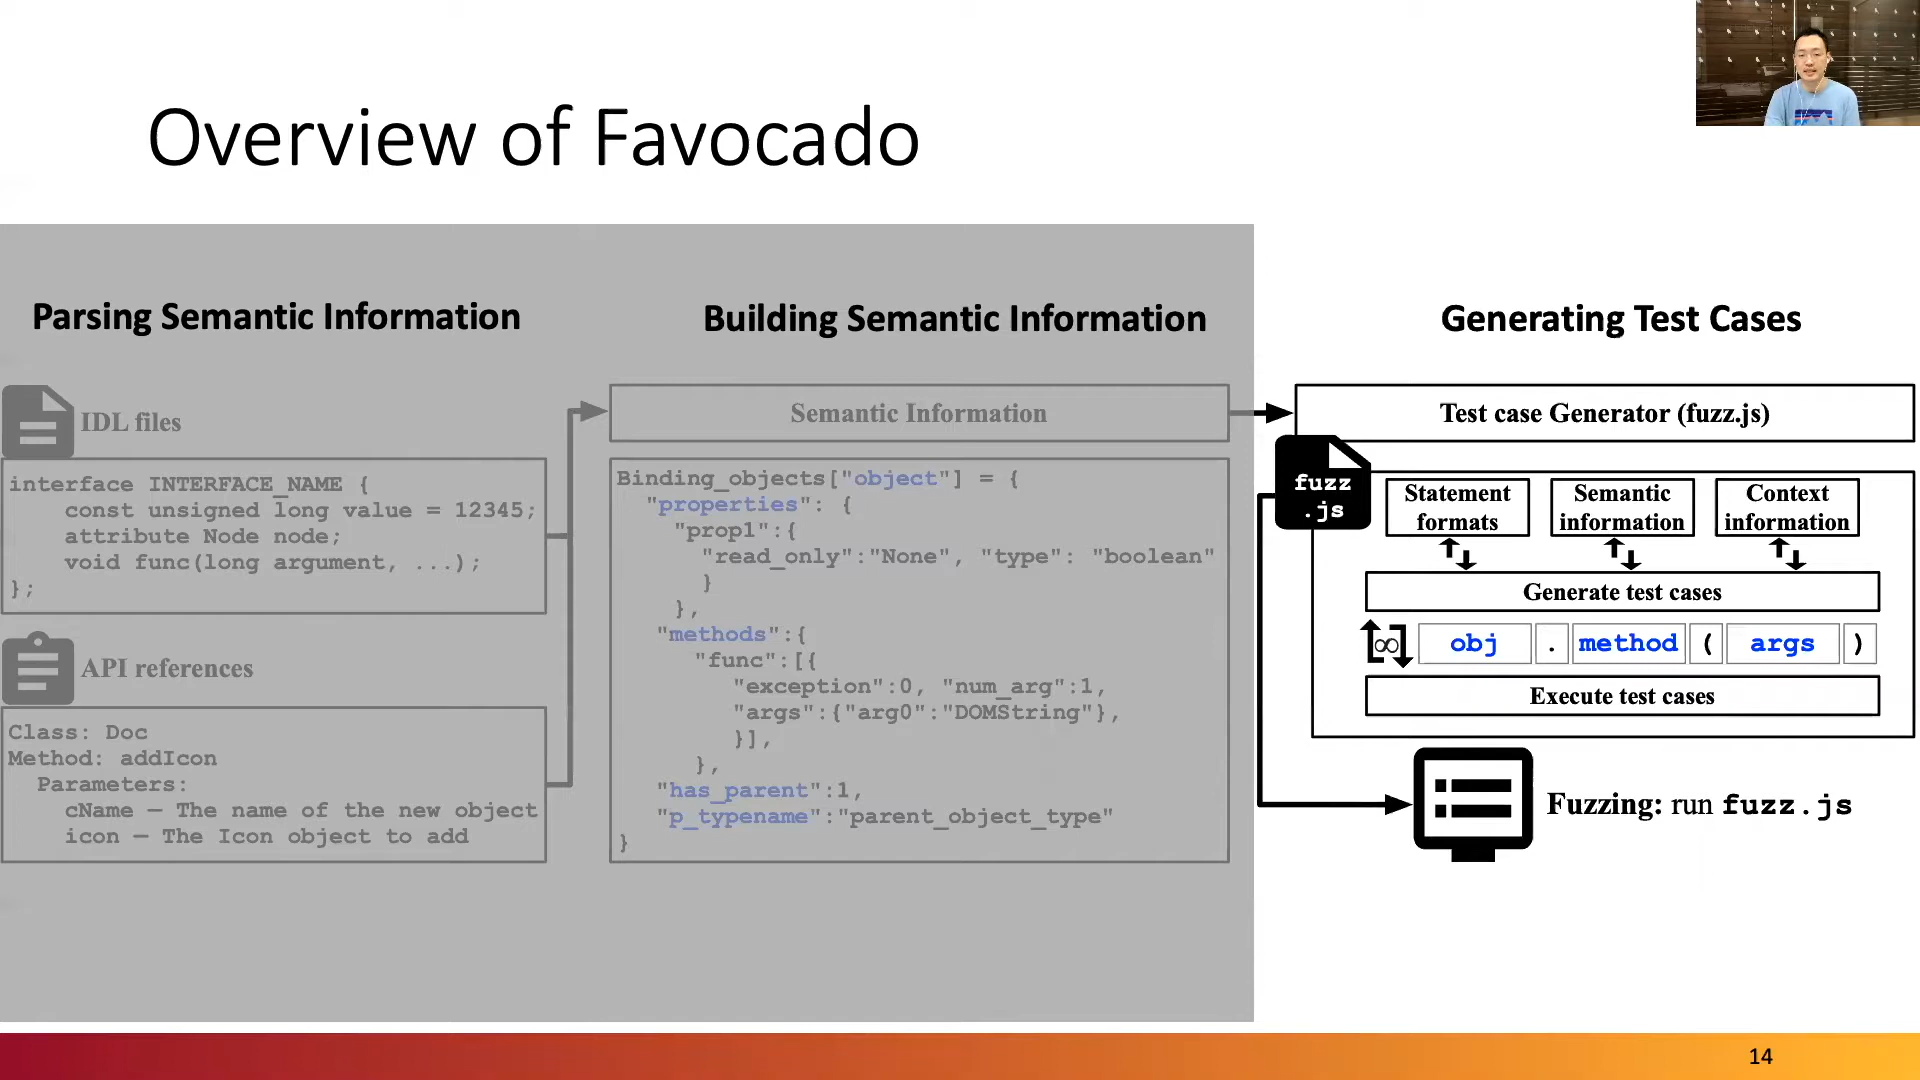 Overview of Favocado
Parsing Semantic Information
IDL files
interface INTERFACE_NAME {
const unsigned long value = 12345;
attribute Node node;
void func(long argument, ...);
};
API references
Class: Doc
Method: addIcon
Parameters:
cName — The name of the new object
icon — The Icon object to add
Building Semantic Information
Semantic Information
Binding_objects["object"] = {
"properties": {
"prop1":{
"read_only":"None", "type": "boolean"
}
},
"methods":{
"func":[{
"exception":0, "num_arg":1,
"args":{"arg0":"DOMString"},
}],
},
"has_parent":1,
"p_typename":"parent_object_type"
}
Generating Test Cases
Test case Generator (fuzz.js)
fuzz
.js
Statement
formats
Semantic
information
Context
information
Generate test cases
∞ obj . method ( args )
Execute test cases
Fuzzing: run fuzz.js
14